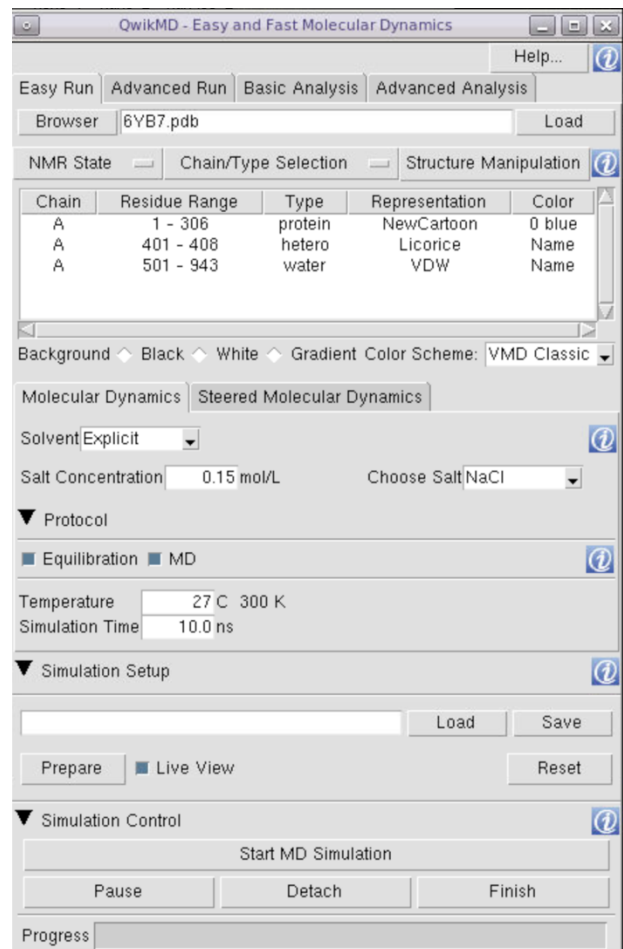 QwikMD - Easy and Fast Molecular Dynamics
Help...
Easy Run Advanced Run Basic Analysis Advanced Analysis
Browser 6YB7.pdb Load
NMR State Chain/Type Selection Structure Manipulation
Chain Residue Range Type Representation Color
A 1 - 306 protein NewCartoon 0 blue
A 401 - 408 hetero Licorice Name
A 501 - 943 water VDW Name
Background Black White Gradient Color Scheme: VMD Classic
Molecular Dynamics Steered Molecular Dynamics
Solvent Explicit
Salt Concentration 0.15 mol/L Choose Salt NaCl
Protocol
Equilibration MD
Temperature 27 C 300 K
Simulation Time 10.0 ns
Simulation Setup
Load Save
Prepare Live View Reset
Simulation Control
Start MD Simulation
Pause Detach Finish
Progress